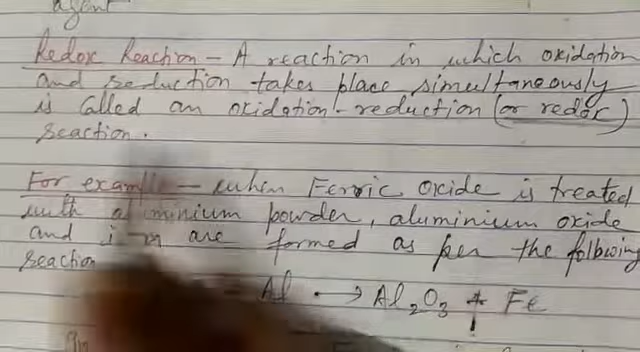 agent
Redox Reaction - A reaction in which oxidation
and reduction takes place simultaneously
is called an oxidation-reduction (or redox)
reaction.
For example - when Ferric oxide is treated
with aluminium powder, aluminium oxide
and iron are formed as per the following
reaction
Al → Al₂O₃ + Fe